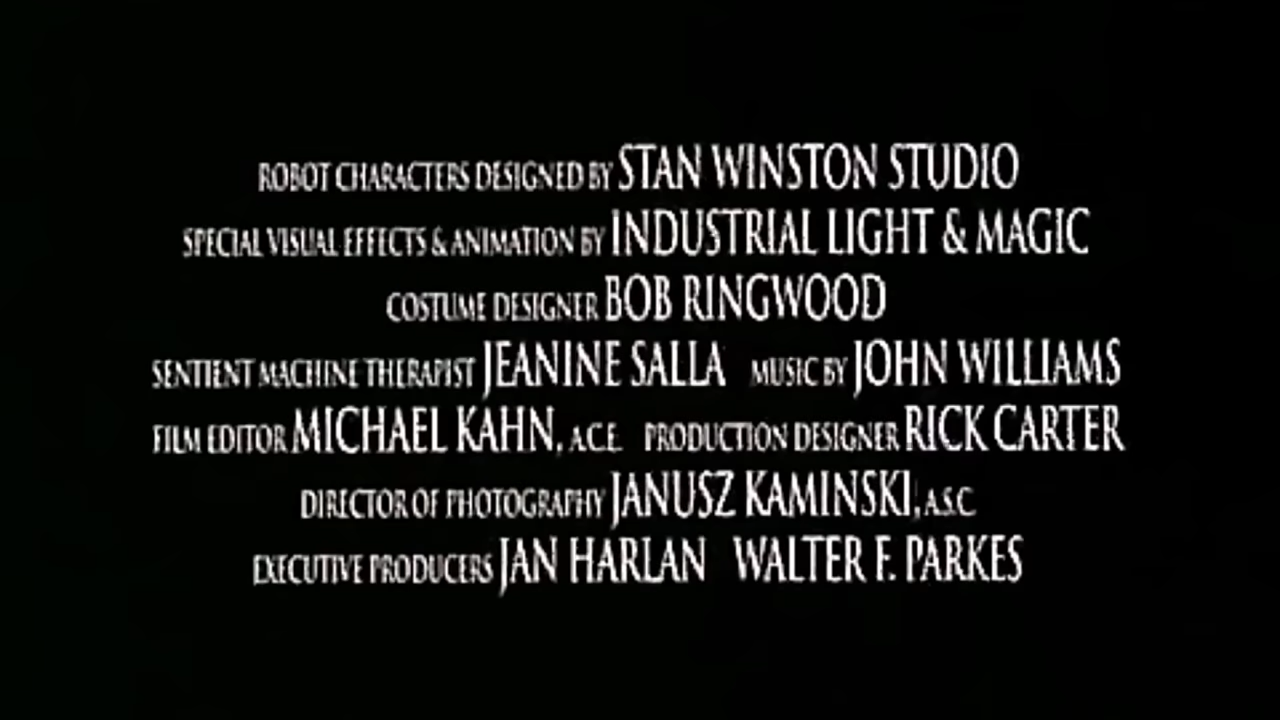 ROBOT CHARACTERS DESIGNED BY STAN WINSTON STUDIO
SPECIAL VISUAL EFFECTS & ANIMATION BY INDUSTRIAL LIGHT & MAGIC
COSTUME DESIGNER BOB RINGWOOD
SENTIENT MACHINE THERAPIST JEANINE SALLA MUSIC BY JOHN WILLIAMS
FILM EDITOR MICHAEL KAHN, A.C.E. PRODUCTION DESIGNER RICK CARTER
DIRECTOR OF PHOTOGRAPHY JANUSZ KAMINSKI, A.S.C.
EXECUTIVE PRODUCERS JAN HARLAN WALTER F. PARKES